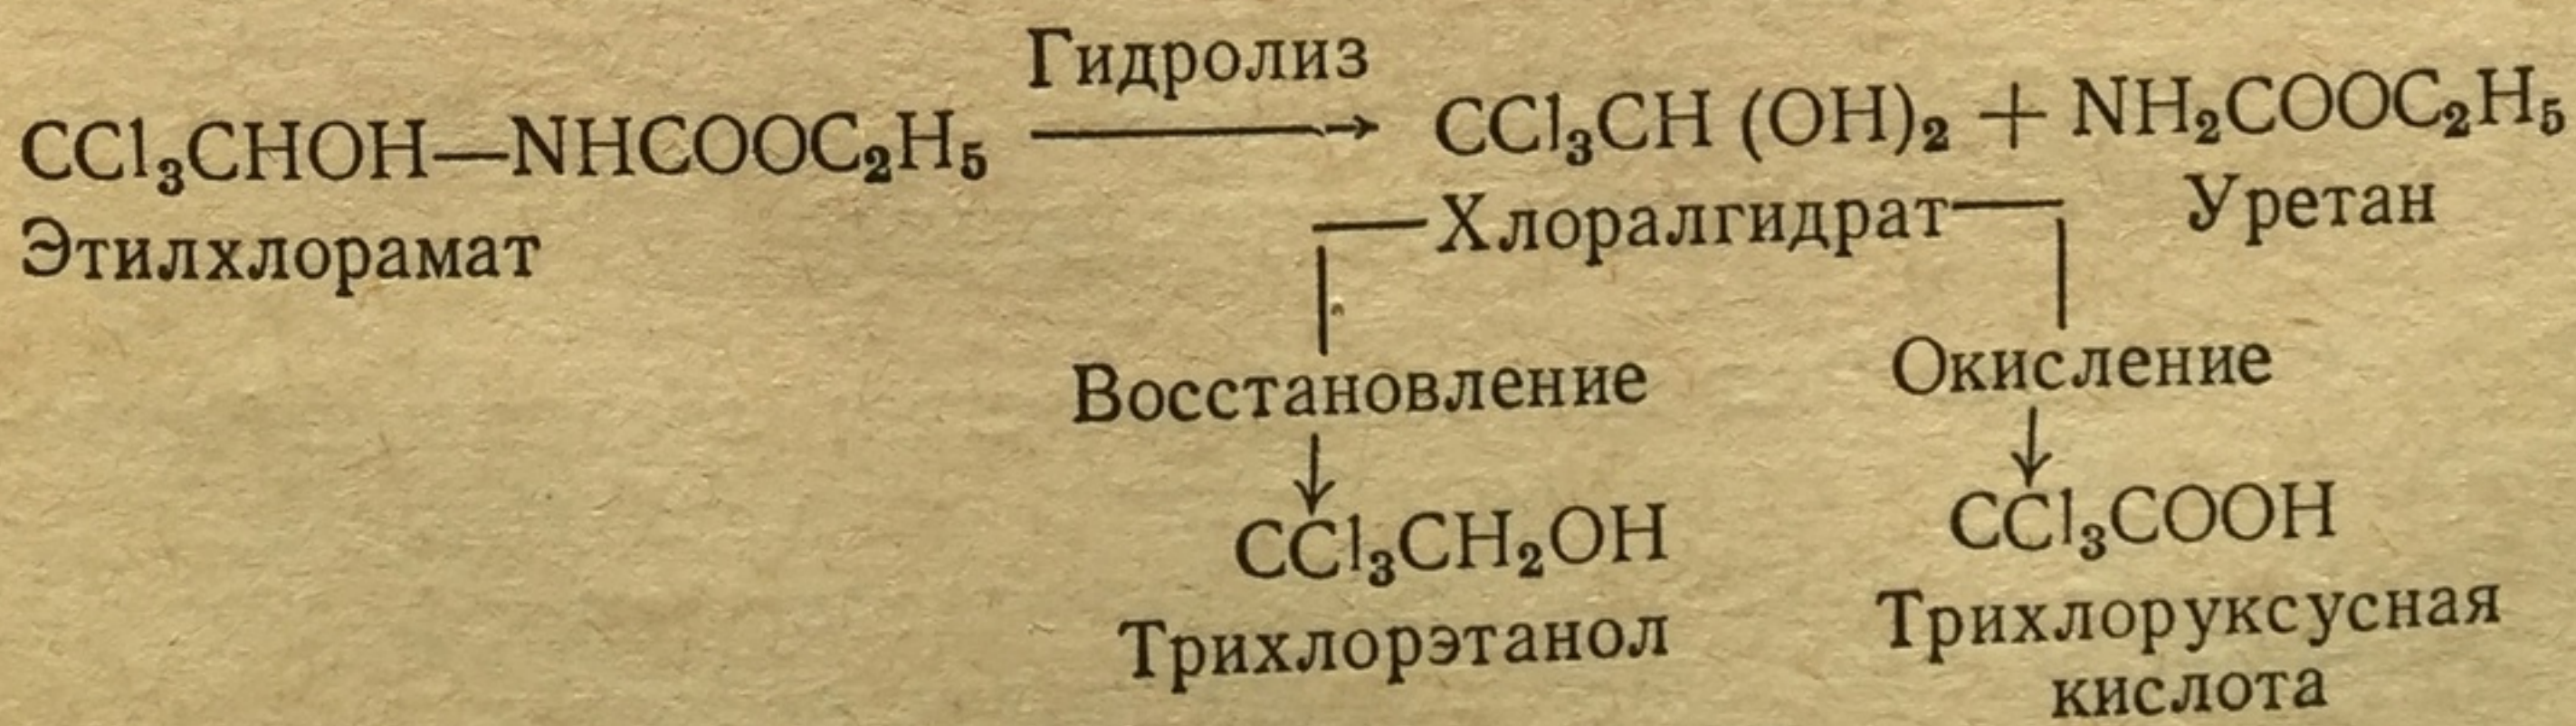 Гидролиз
CCl₃CHOH—NHCOOC₂H₅ ⟶ CCl₃CH (OH)₂ + NH₂COOC₂H₅
Этилхлорамат Хлоралгидрат Уретан
Восстановление Окисление
CCl₃CH₂OH CCl₃COOH
Трихлорэтанол Трихлоруксусная
кислота